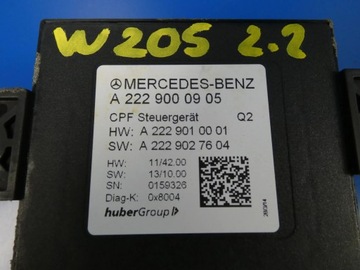 W205 2.2
MERCEDES-BENZ
A 222 900 09 05
CPF Steuergerät Q2
HW: A 222 901 00 01
SW: A 222 902 76 04
HW: 11/42.00
SW: 13/10.00
SN: 0159326
Diag-K: 0x8004
huberGroup